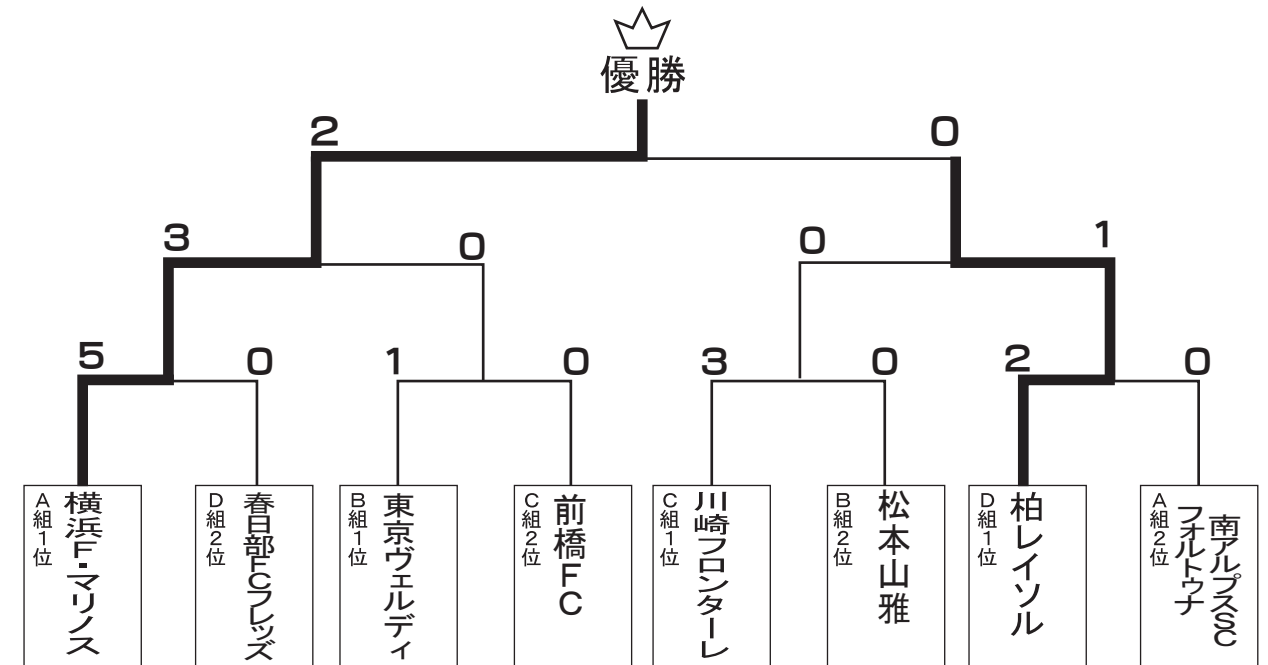 優勝
2
0
3
0
0
1
5
0
1
0
3
0
2
0
A組1位
横浜F・マリノス
D組2位
春日部FCフレッズ
B組1位
東京ヴェルディ
C組2位
前橋FC
C組1位
川崎フロンターレ
B組2位
松本山雅
D組1位
柏レイソル
A組2位
南アルプスSC
フォルトゥナ